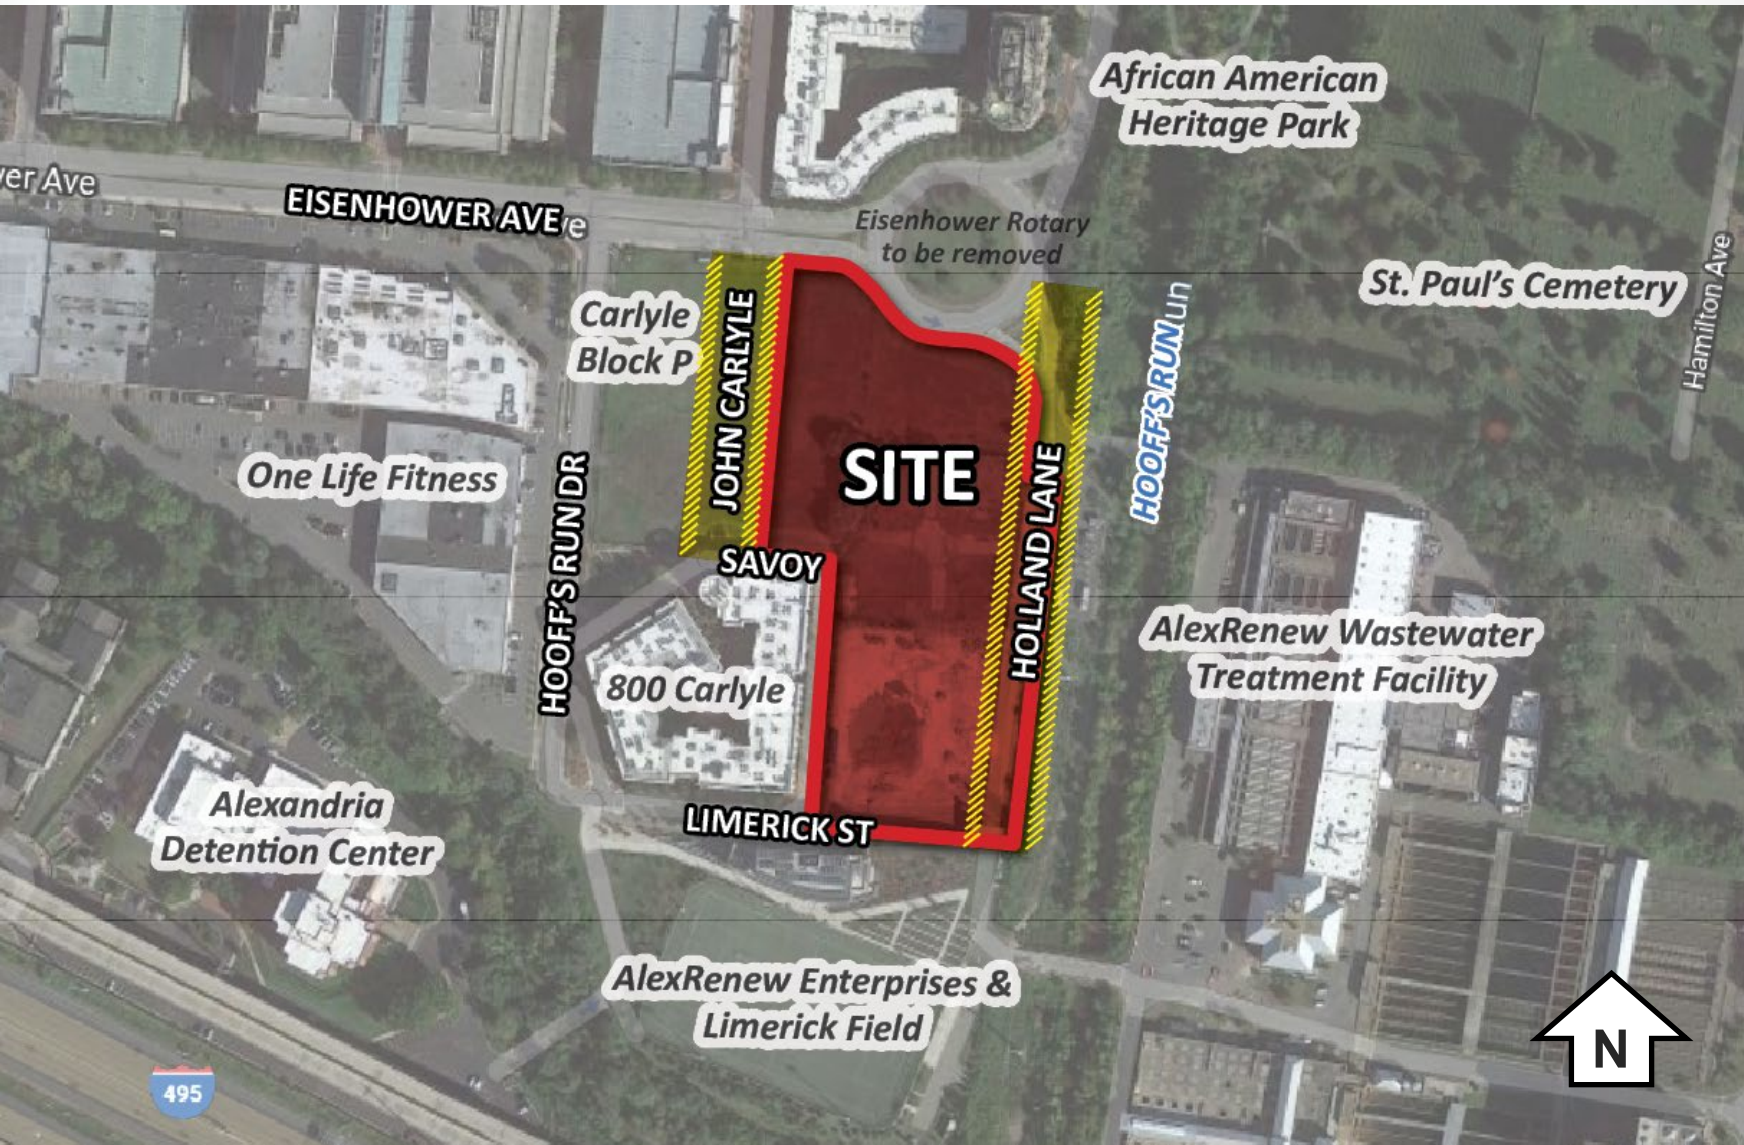 African American
Heritage Park
ver Ave
EISENHOWER AVE
ve
Eisenhower Rotary
to be removed
St. Paul's Cemetery
Hamilton Ave
Carlyle
Block P
JOHN CARLYLE
HOOFF'S RUN
un
SITE
One Life Fitness
HOOFF'S RUN DR
SAVOY
HOLLAND LANE
AlexRenew Wastewater
Treatment Facility
800 Carlyle
Alexandria
Detention Center
LIMERICK ST
AlexRenew Enterprises &
Limerick Field
N
495